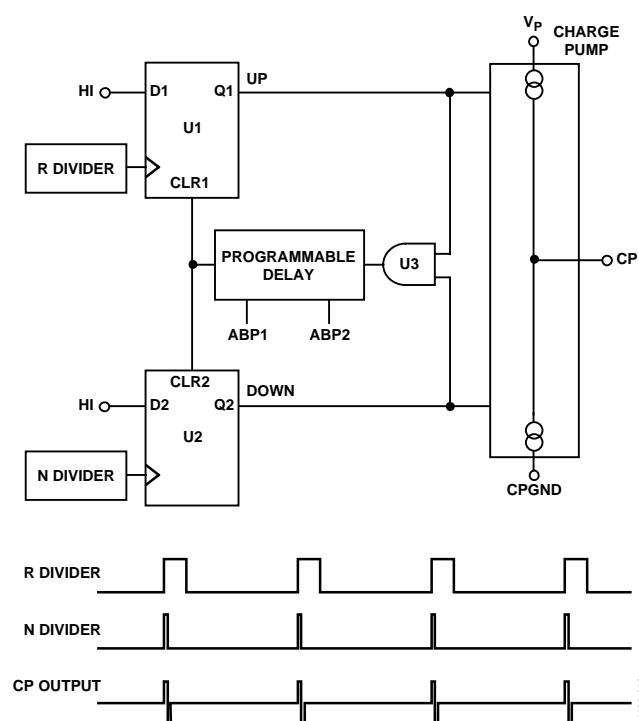 V_P
CHARGE
PUMP
HI
D1
Q1
UP
U1
R DIVIDER
CLR1
PROGRAMMABLE
DELAY
U3
CP
ABP1
ABP2
CLR2
DOWN
HI
D2
Q2
U2
N DIVIDER
CPGND
R DIVIDER
N DIVIDER
CP OUTPUT